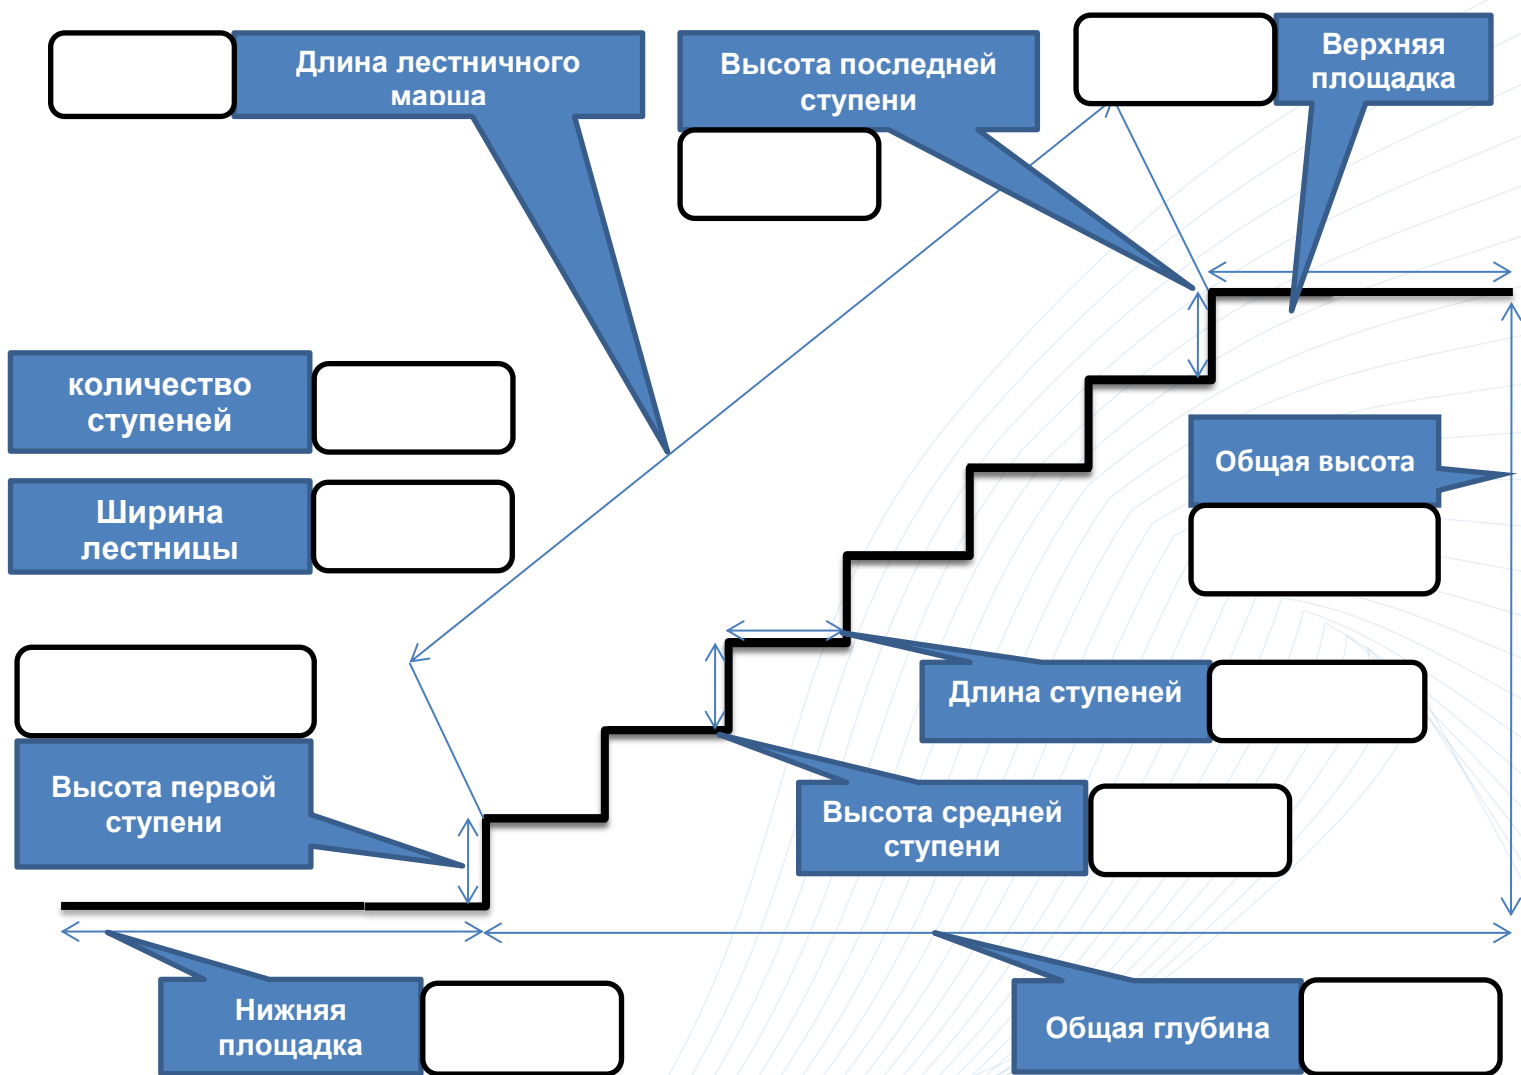 Длина лестничного
марша
Высота последней
ступени
Верхняя
площадка
количество
ступеней
Общая высота
Ширина
лестницы
Длина ступеней
Высота первой
ступени
Высота средней
ступени
Нижняя
площадка
Общая глубина